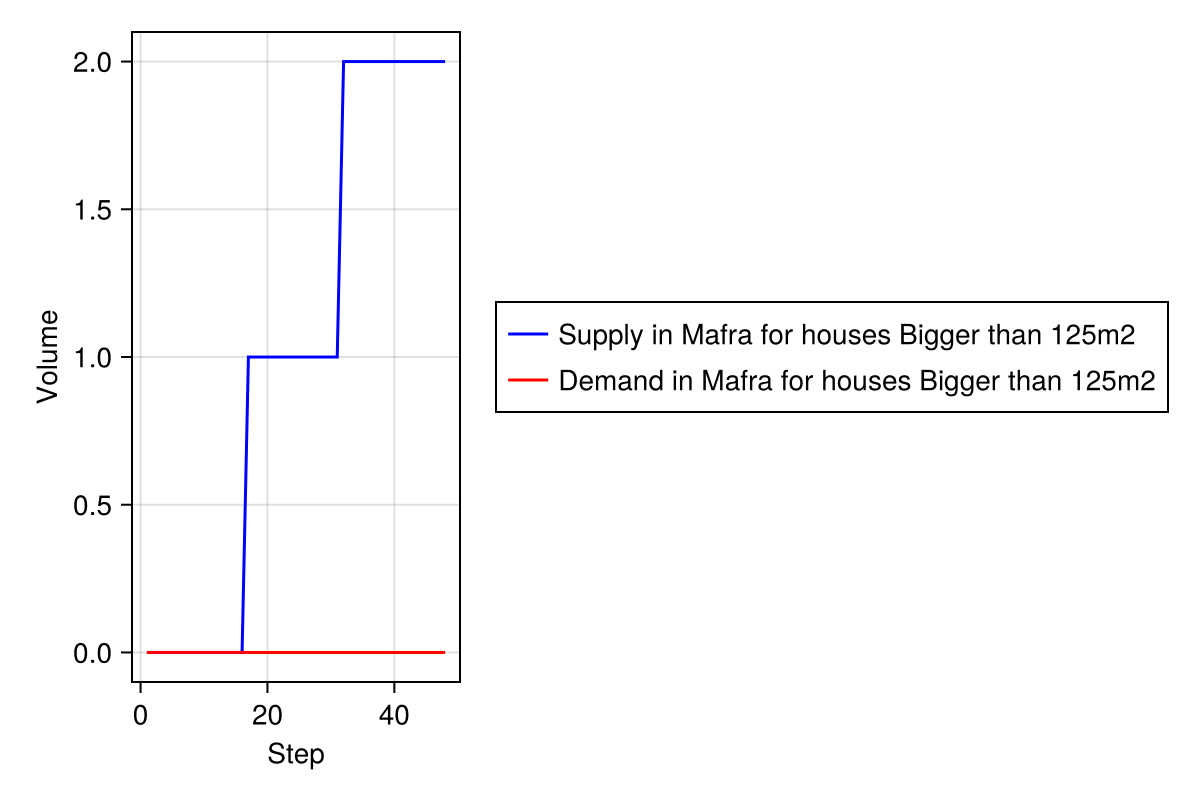 2.0
1.5
1.0
0.5
0.0
Volume
0 20 40
Step
Supply in Mafra for houses Bigger than 125m2
Demand in Mafra for houses Bigger than 125m2